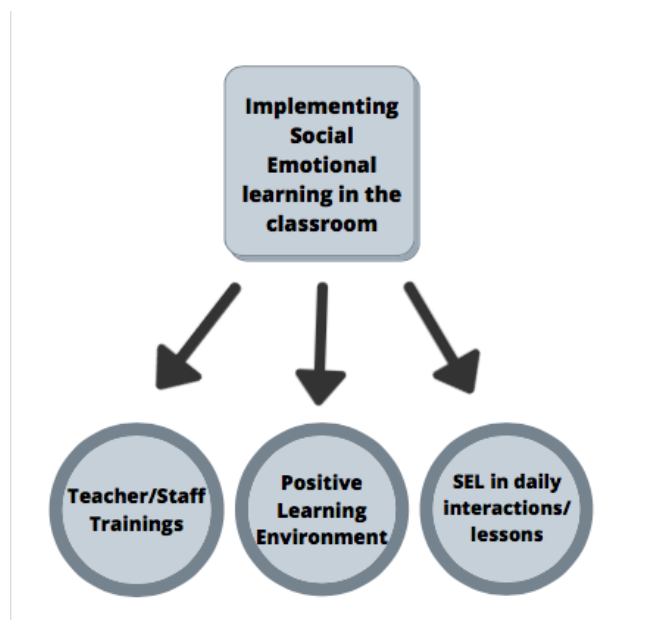 Implementing
Social
Emotional
learning in the
classroom
Teacher/Staff
Trainings
Positive
Learning
Environment
SEL in daily
interactions/
lessons